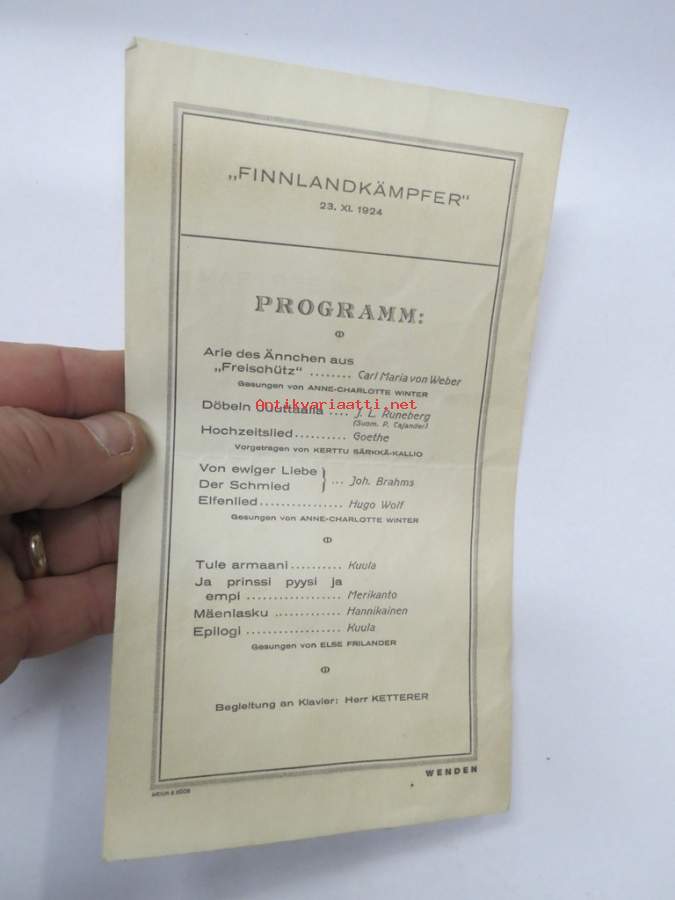 „FINNLANDKÄMPFER"
23. XI. 1924
PROGRAMM:
Arie des Ännchen aus
„Freischütz" ........ Carl Maria von Weber
Gesungen von ANNE-CHARLOTTE WINTER
antikvariaatti.net
Döbeln .... J. L. Runeberg
(Suom. P. Cajander)
Hochzeitslied.......... Goethe
Vorgetragen von KERTTU SÄRKKÄ-KALLIO
Von ewiger Liebe
Der Schmied } ... Joh. Brahms
Elfenlied................ Hugo Wolf
Gesungen von ANNE-CHARLOTTE WINTER
Tule armaani.......... Kuula
Ja prinssi pyysi ja
empi .................. Merikanto
Mäenlasku ............. Hannikainen
Epilogi ................... Kuula
Gesungen von ELSE FRILANDER
Begleitung an Klavier: Herr KETTERER
WENDEN